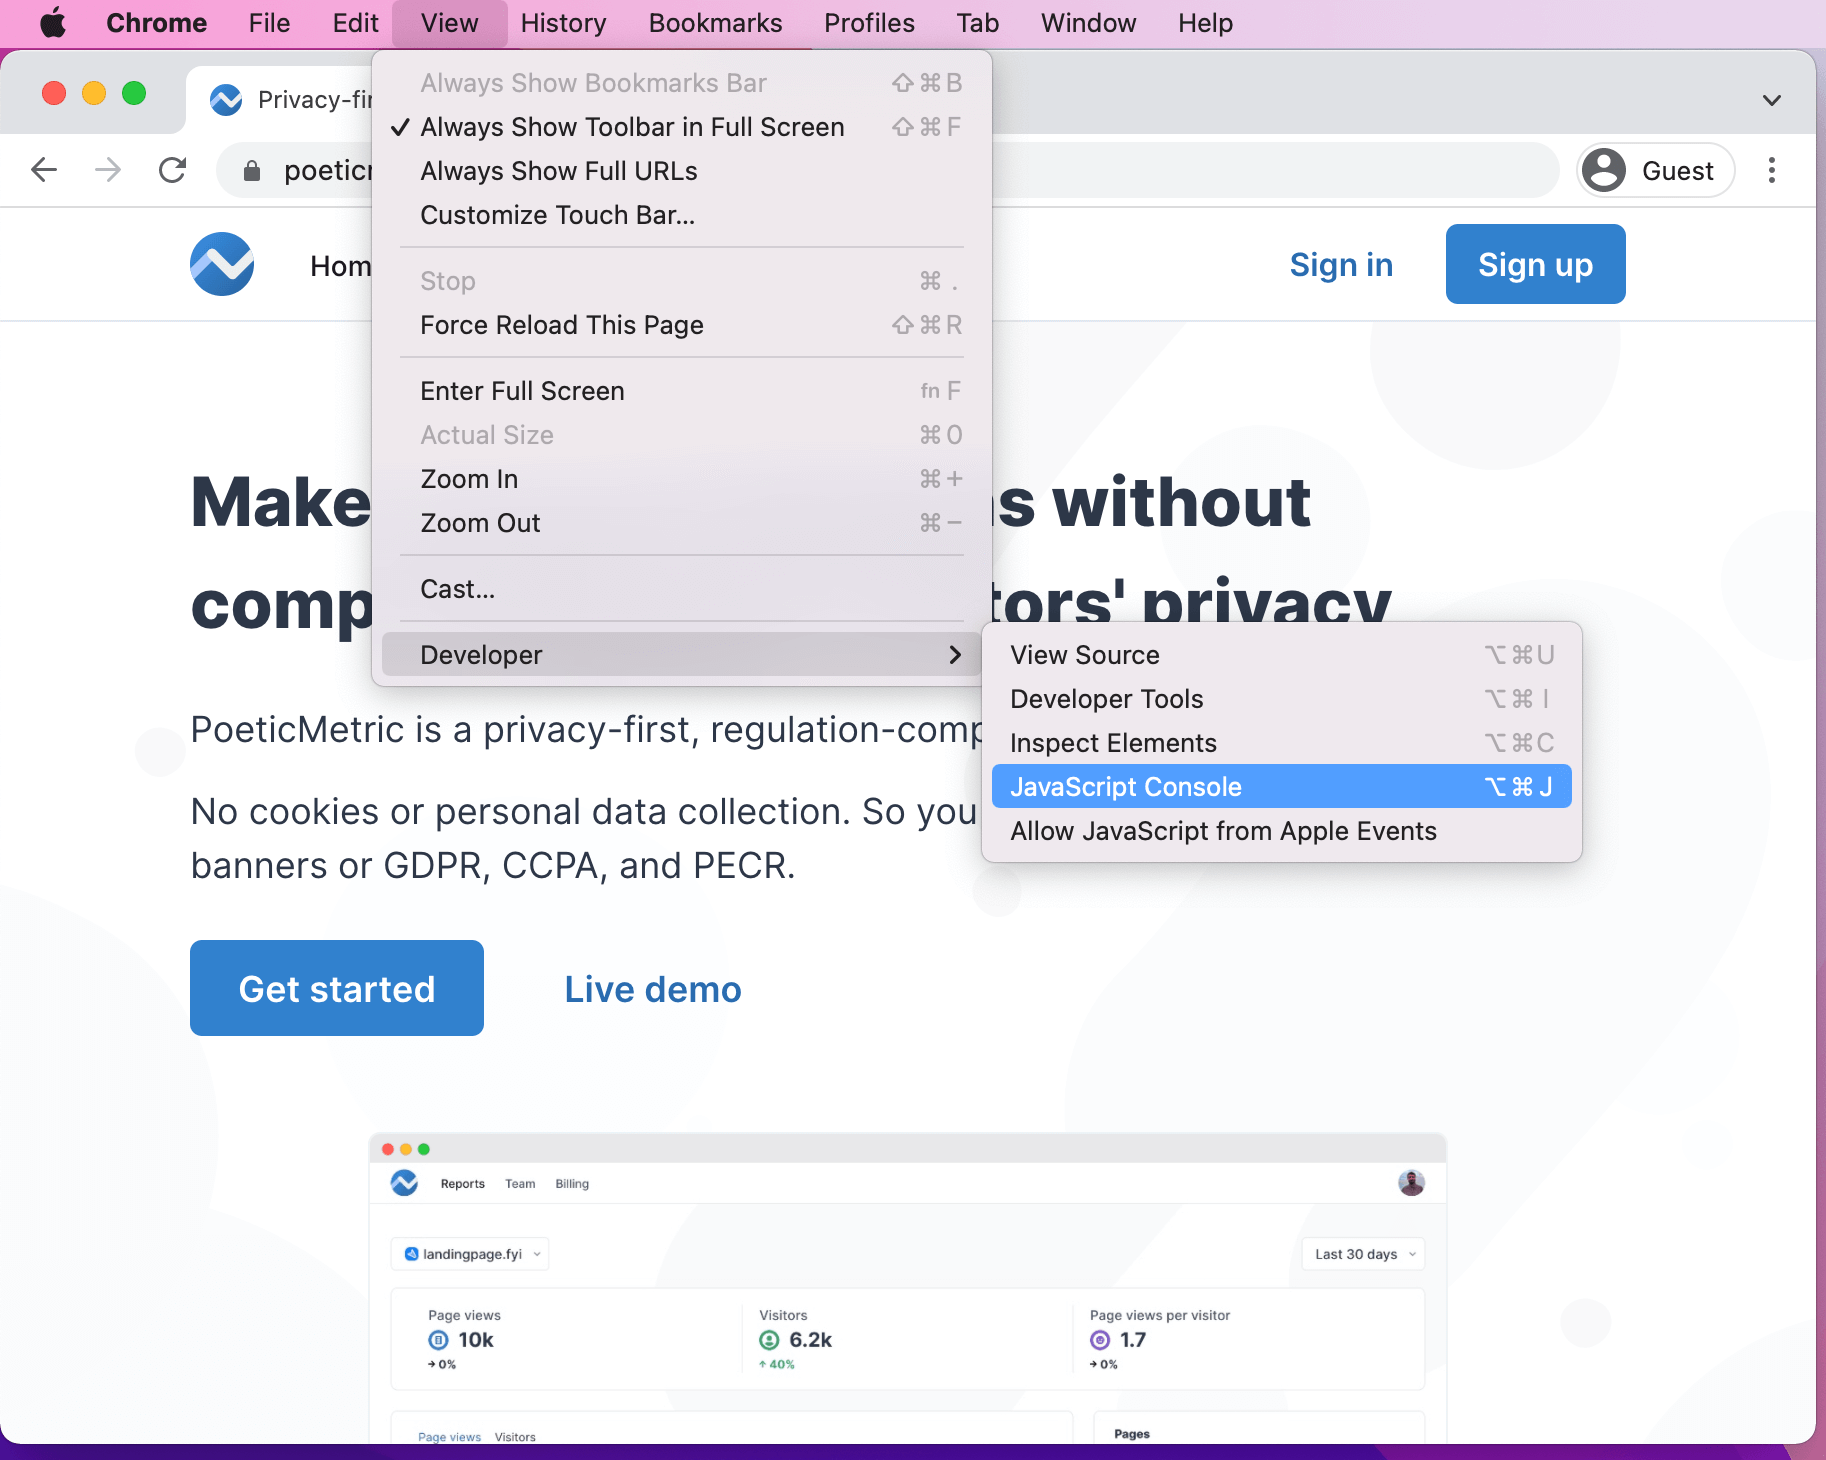 Chrome File Edit View History Bookmarks Profiles Tab Window Help
Privacy-fir
poeticm
Guest
Always Show Bookmarks Bar ⇧⌘B
✓ Always Show Toolbar in Full Screen ⇧⌘F
Always Show Full URLs
Customize Touch Bar...
Stop ⌘.
Force Reload This Page ⇧⌘R
Enter Full Screen fn F
Actual Size ⌘0
Zoom In ⌘+
Zoom Out ⌘−
Cast...
Developer
View Source ⌥⌘U
Developer Tools ⌥⌘I
Inspect Elements ⌥⌘C
JavaScript Console ⌥⌘J
Allow JavaScript from Apple Events
Hom Sign in Sign up
Make s without
comp tors' privacy
PoeticMetric is a privacy-first, regulation-comp
No cookies or personal data collection. So you
banners or GDPR, CCPA, and PECR.
Get started Live demo
Reports Team Billing
landingpage.fyi Last 30 days
Page views Visitors Page views per visitor
10k 6.2k 1.7
→ 0% ↑ 40% → 0%
Page views Visitors Pages